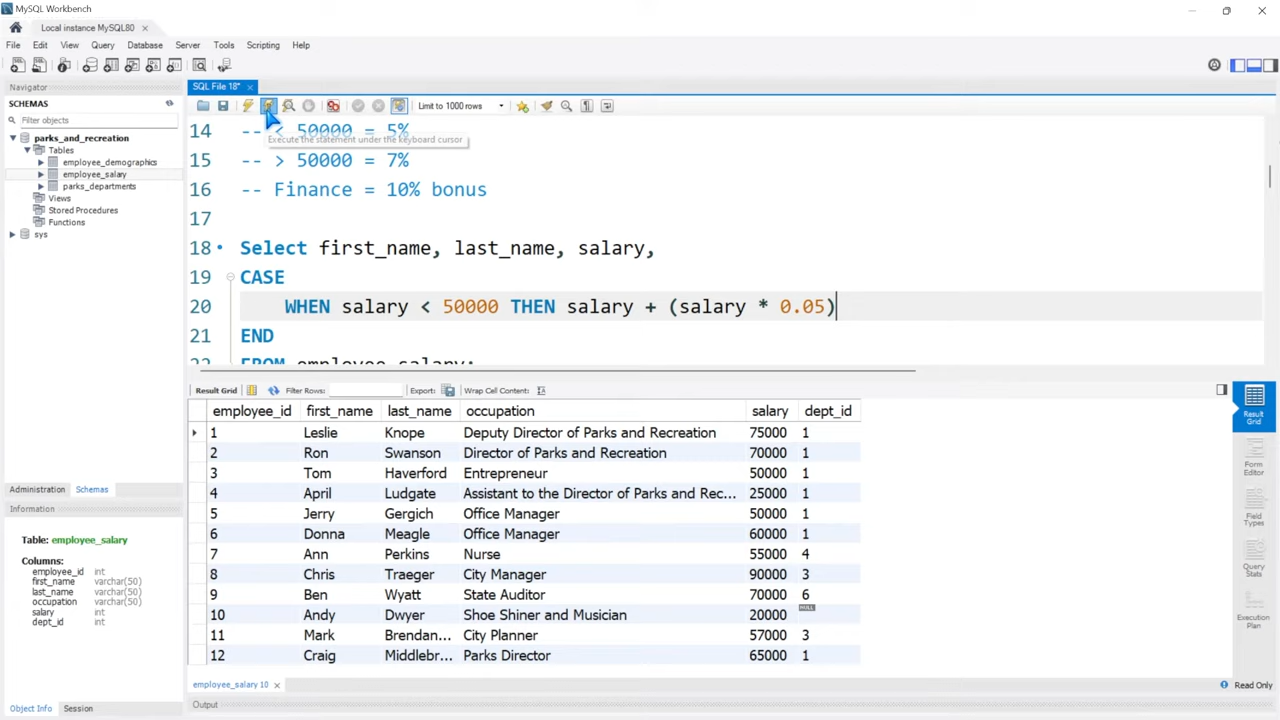 MySQL Workbench
Local instance MySQL80
File Edit View Query Database Server Tools Scripting Help
Navigator
SCHEMAS
Filter objects
parks_and_recreation
Tables
employee_demographics
employee_salary
parks_departments
Views
Stored Procedures
Functions
sys
Administration Schemas
Information
Table: employee_salary
Columns:
employee_id int
first_name varchar(50)
last_name varchar(50)
occupation varchar(50)
salary int
dept_id int
Object Info Session
SQL File 18*
Limit to 1000 rows
14 -- < 50000 = 5%
Execute the statement under the keyboard cursor
15 -- > 50000 = 7%
16 -- Finance = 10% bonus
17
18 Select first_name, last_name, salary,
19 CASE
20 WHEN salary < 50000 THEN salary + (salary * 0.05)
21 END
22 FROM employee_salary;
Result Grid Filter Rows: Export: Wrap Cell Content:
employee_id first_name last_name occupation salary dept_id
1 Leslie Knope Deputy Director of Parks and Recreation 75000 1
2 Ron Swanson Director of Parks and Recreation 70000 1
3 Tom Haverford Entrepreneur 50000 1
4 April Ludgate Assistant to the Director of Parks and Rec... 25000 1
5 Jerry Gergich Office Manager 50000 1
6 Donna Meagle Office Manager 60000 1
7 Ann Perkins Nurse 55000 4
8 Chris Traeger City Manager 90000 3
9 Ben Wyatt State Auditor 70000 6
10 Andy Dwyer Shoe Shiner and Musician 20000 NULL
11 Mark Brendan... City Planner 57000 3
12 Craig Middlebr... Parks Director 65000 1
employee_salary 10
Output
Result Grid
Form Editor
Field Types
Query Stats
Execution Plan
Read Only